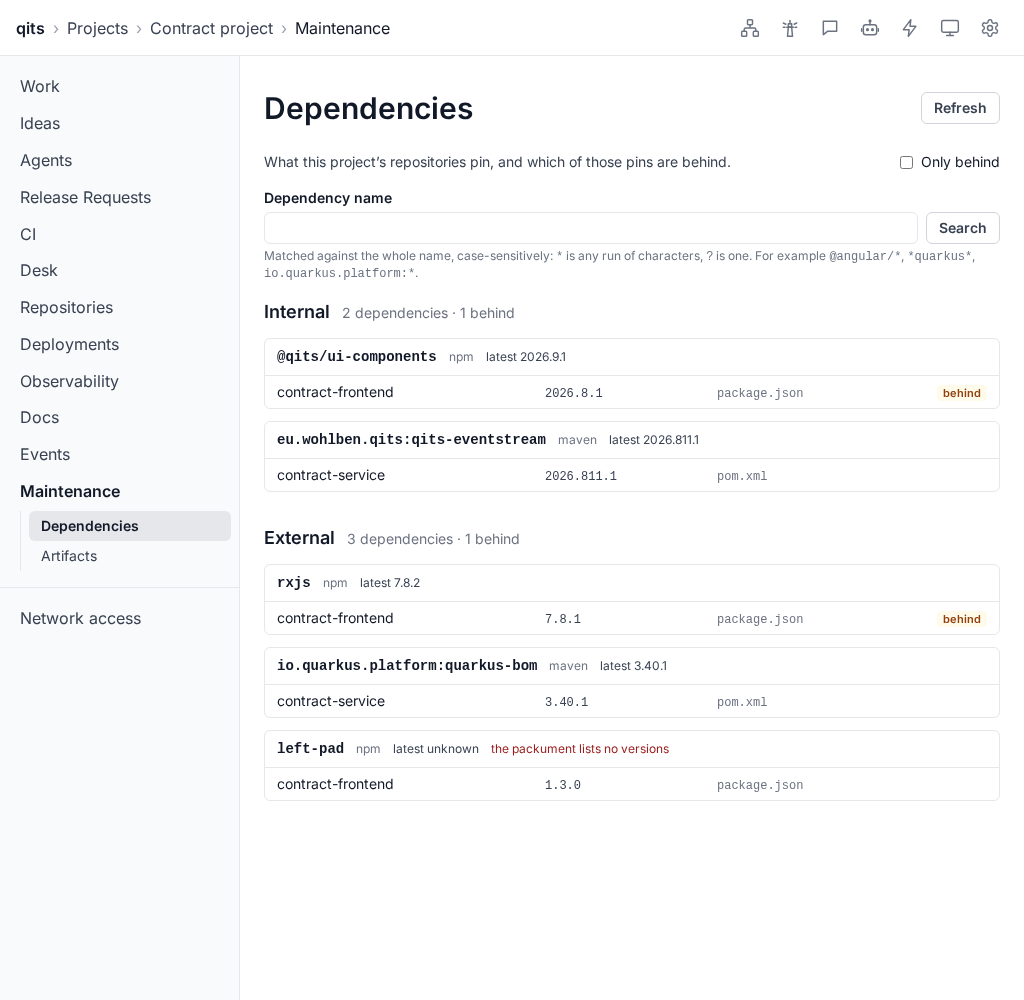 qits › Projects › Contract project › Maintenance
Work
Ideas
Agents
Release Requests
CI
Desk
Repositories
Deployments
Observability
Docs
Events
Maintenance
Dependencies
Artifacts
Network access
Dependencies
Refresh
What this project's repositories pin, and which of those pins are behind.
Only behind
Dependency name
Search
Matched against the whole name, case-sensitively: * is any run of characters, ? is one. For example @angular/*, *quarkus*,
io.quarkus.platform:*.
Internal 2 dependencies · 1 behind
@qits/ui-components npm latest 2026.9.1
contract-frontend 2026.8.1 package.json behind
eu.wohlben.qits:qits-eventstream maven latest 2026.811.1
contract-service 2026.811.1 pom.xml
External 3 dependencies · 1 behind
rxjs npm latest 7.8.2
contract-frontend 7.8.1 package.json behind
io.quarkus.platform:quarkus-bom maven latest 3.40.1
contract-service 3.40.1 pom.xml
left-pad npm latest unknown the packument lists no versions
contract-frontend 1.3.0 package.json